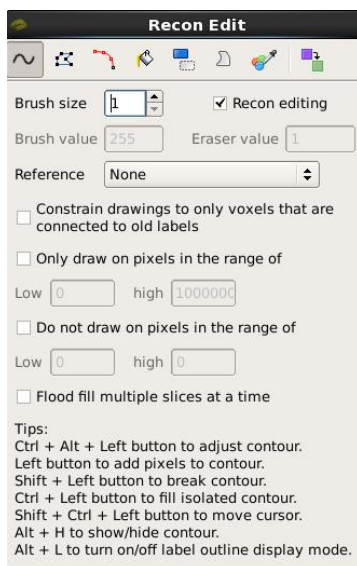 Recon Edit
Brush size 1 Recon editing
Brush value 255 Eraser value 1
Reference None
Constrain drawings to only voxels that are
connected to old labels
Only draw on pixels in the range of
Low 0 high 1000000
Do not draw on pixels in the range of
Low 0 high 0
Flood fill multiple slices at a time
Tips:
Ctrl + Alt + Left button to adjust contour.
Left button to add pixels to contour.
Shift + Left button to break contour.
Ctrl + Left button to fill isolated contour.
Shift + Ctrl + Left button to move cursor.
Alt + H to show/hide contour.
Alt + L to turn on/off label outline display mode.